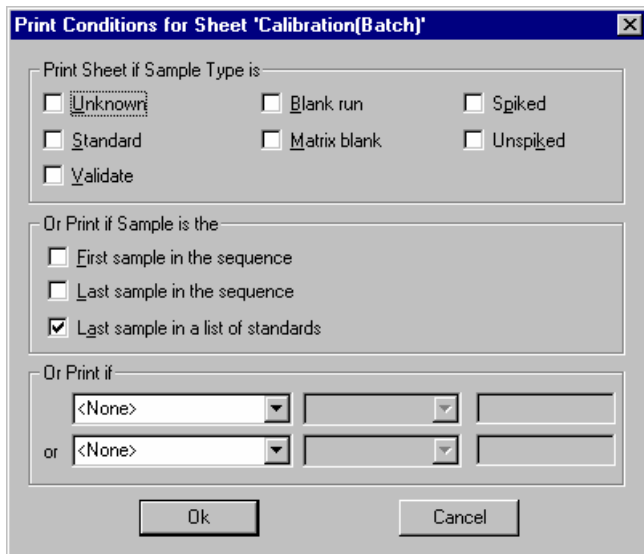 Print Conditions for Sheet 'Calibration(Batch)'
Print Sheet if Sample Type is
Unknown Blank run Spiked
Standard Matrix blank Unspiked
Validate
Or Print if Sample is the
First sample in the sequence
Last sample in the sequence
Last sample in a list of standards
Or Print if
<None>
or <None>
Ok Cancel